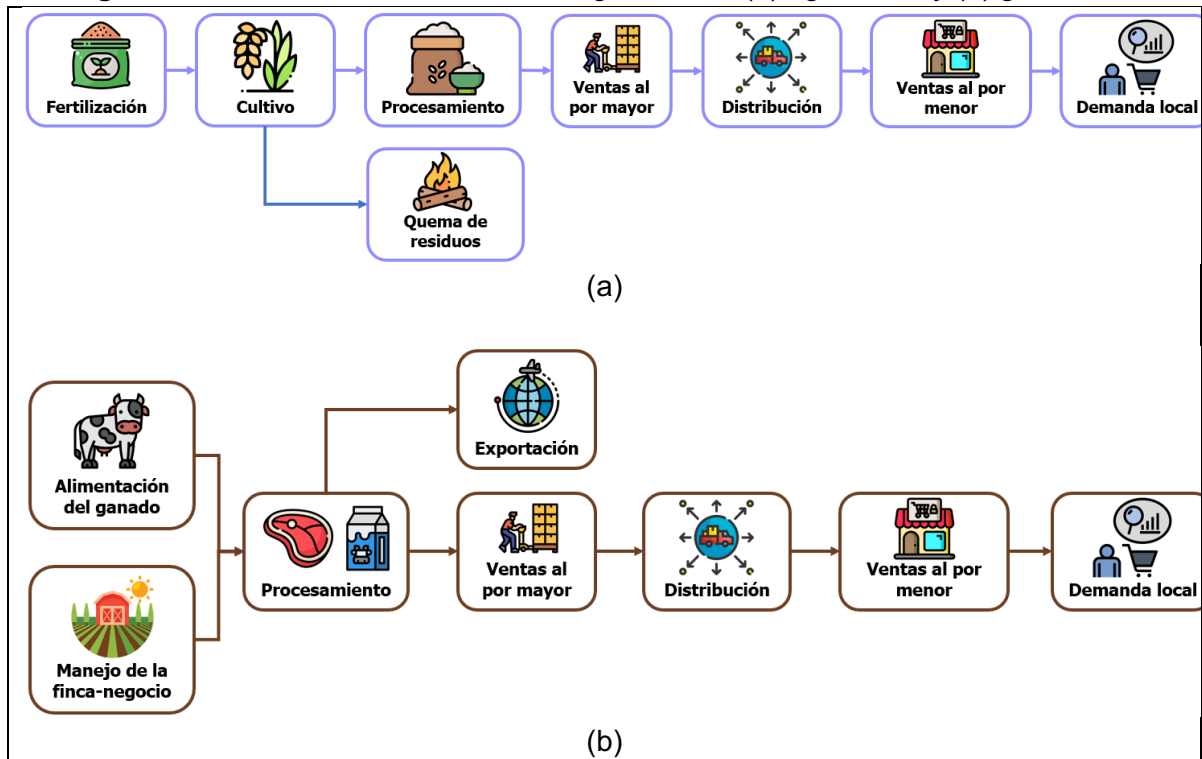 Fertilización
Cultivo
Procesamiento
Ventas al
por mayor
Distribución
Ventas al por
menor
Demanda local
Quema de
residuos
(a)
Exportación
Alimentación
del ganado
Procesamiento
Ventas al
por mayor
Distribución
Ventas al por
menor
Demanda local
Manejo de la
finca-negocio
(b)